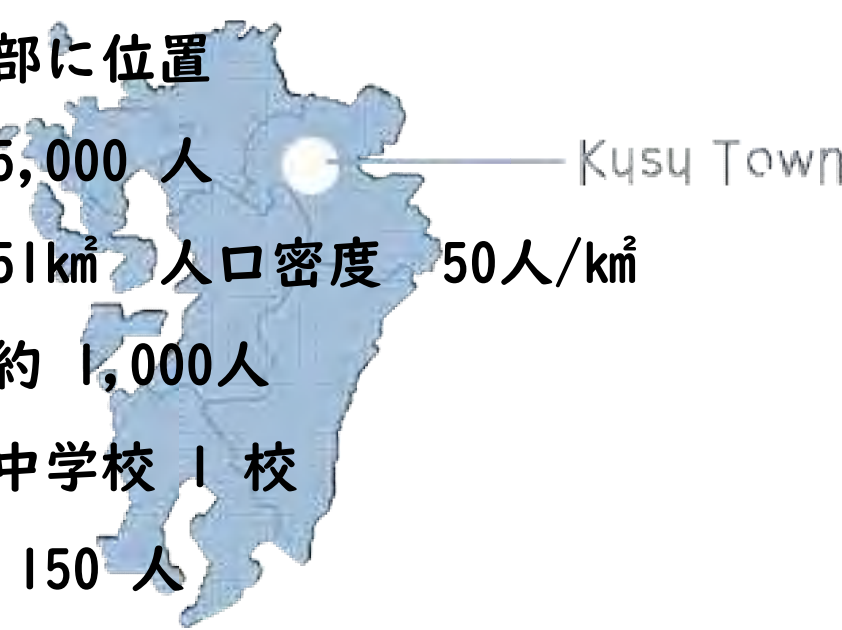 部に位置
5,000 人
Kusu Town
51㎢ 人口密度 50人/㎢
約 1,000人
中学校 1 校
150 人